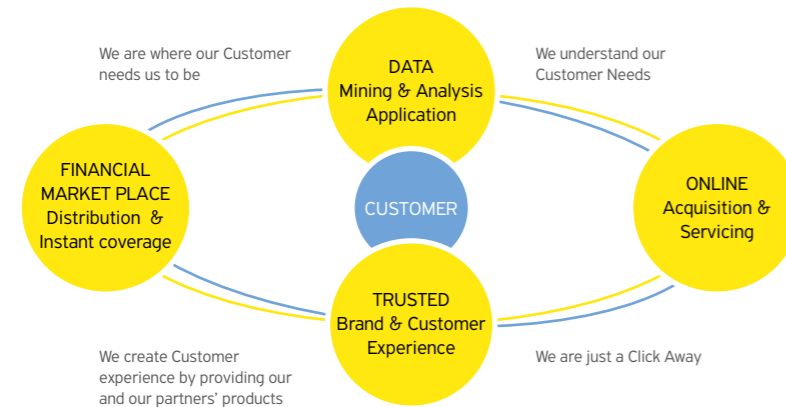 We are where our Customer
needs us to be
DATA
Mining & Analysis
Application
We understand our
Customer Needs
FINANCIAL
MARKET PLACE
Distribution &
Instant coverage
CUSTOMER
ONLINE
Acquisition &
Servicing
TRUSTED
Brand & Customer
Experience
We create Customer
experience by providing our
and our partners' products
We are just a Click Away